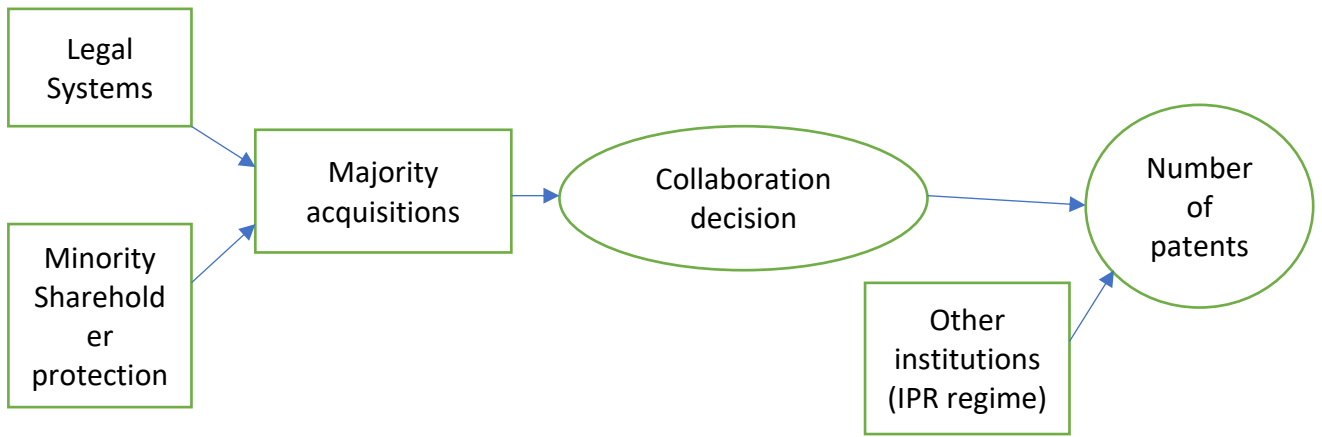 Legal
Systems
Minority
Sharehold
er
protection
Majority
acquisitions
Collaboration
decision
Number
of
patents
Other
institutions
(IPR regime)